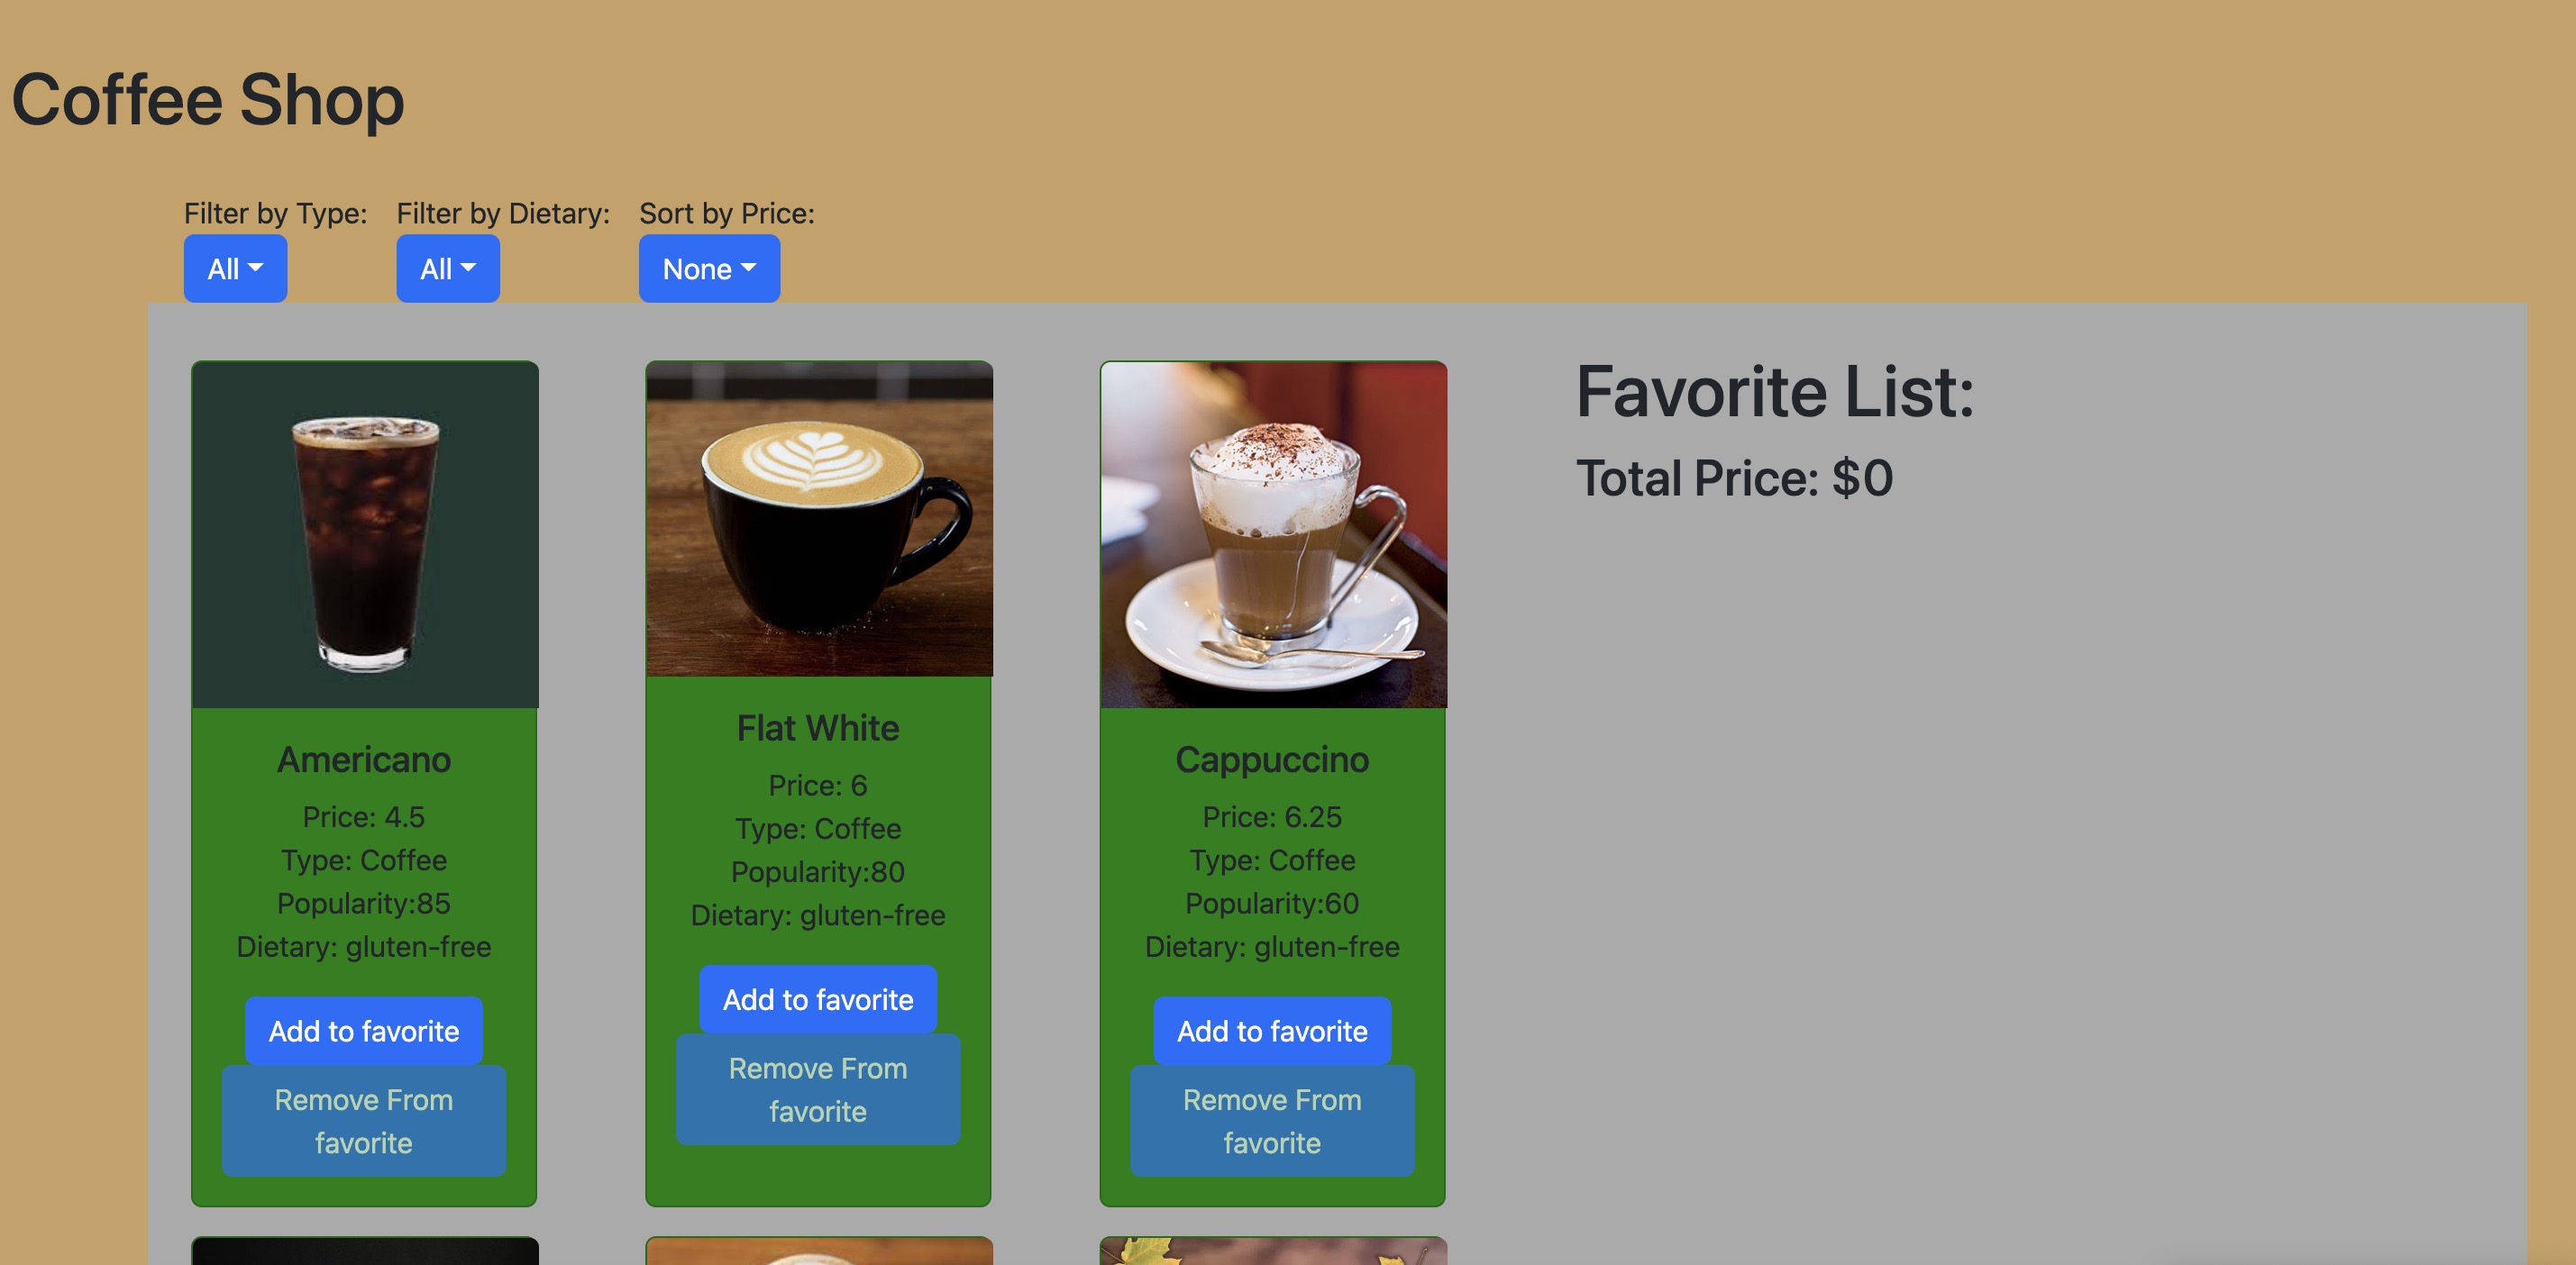 Coffee Shop
Filter by Type:
All
Filter by Dietary:
All
Sort by Price:
None
Americano
Price: 4.5
Type: Coffee
Popularity:85
Dietary: gluten-free
Add to favorite
Remove From
favorite
Flat White
Price: 6
Type: Coffee
Popularity:80
Dietary: gluten-free
Add to favorite
Remove From
favorite
Cappuccino
Price: 6.25
Type: Coffee
Popularity:60
Dietary: gluten-free
Add to favorite
Remove From
favorite
Favorite List:
Total Price: $0